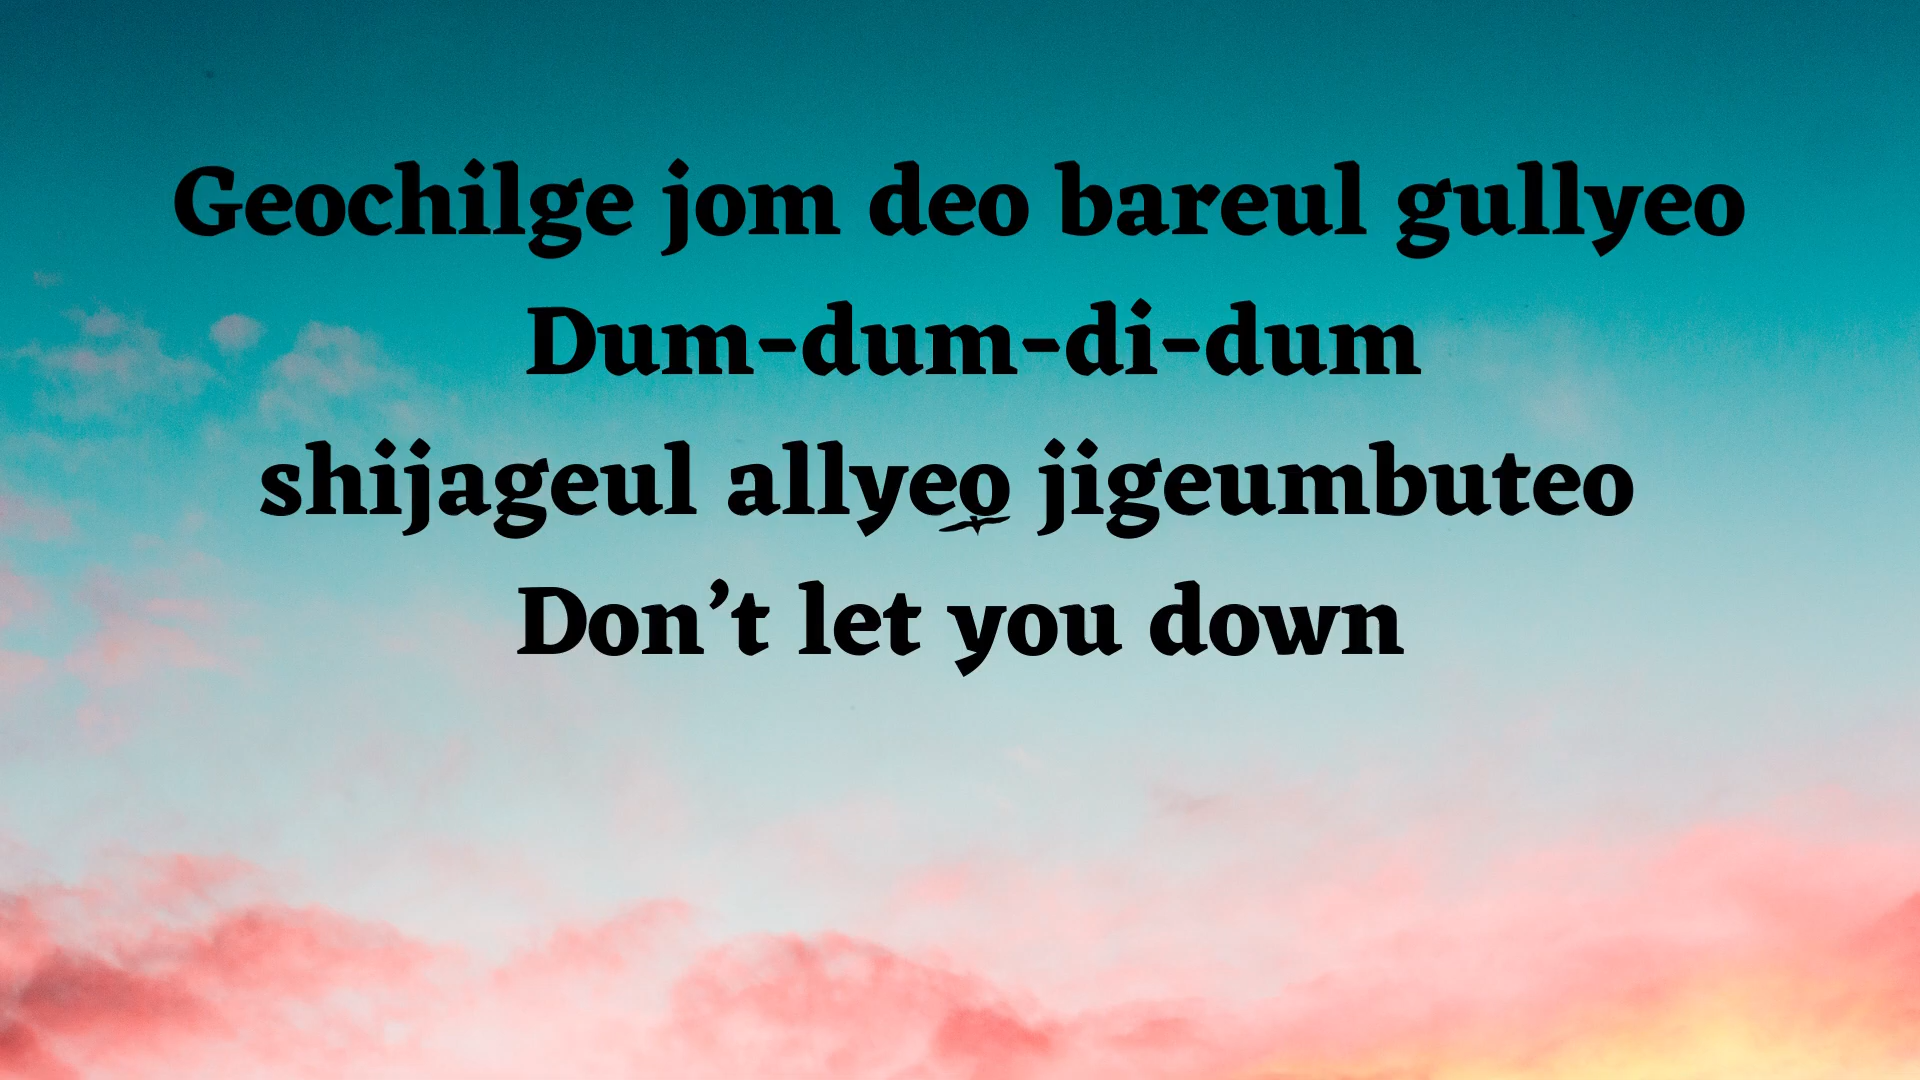 Geochilge jom deo bareul gullyeo
Dum-dum-di-dum
shijageul allyeo jigeumbuteo
Don’t let you down